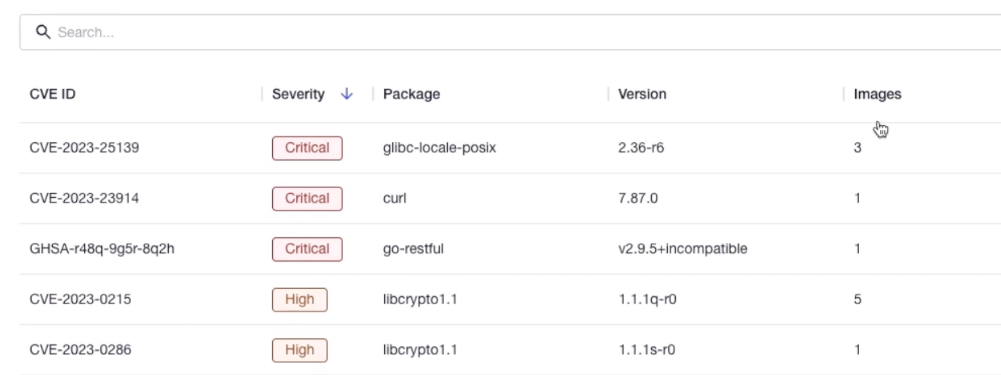 Search...
CVE ID Severity Package Version Images
CVE-2023-25139 Critical glibc-locale-posix 2.36-r6 3
CVE-2023-23914 Critical curl 7.87.0 1
GHSA-r48q-9g5r-8q2h Critical go-restful v2.9.5+incompatible 1
CVE-2023-0215 High libcrypto1.1 1.1.1q-r0 5
CVE-2023-0286 High libcrypto1.1 1.1.1s-r0 1